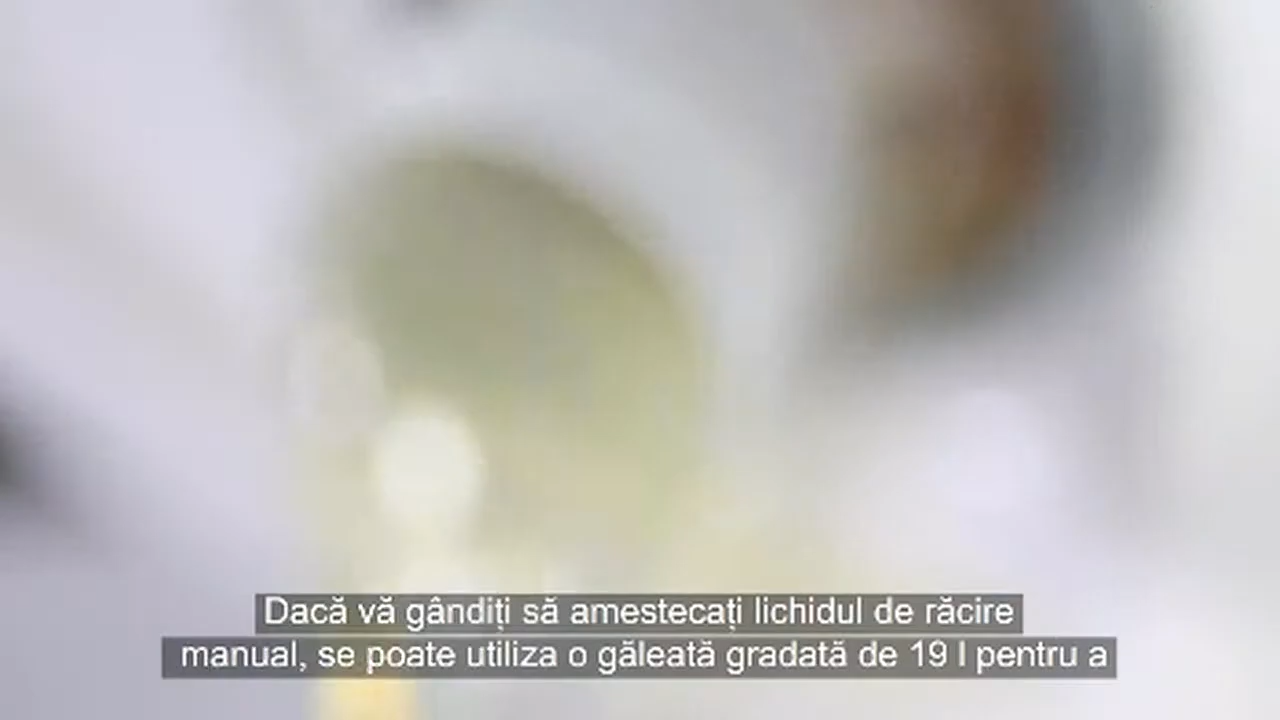 Dacă vă gândiți să amestecați lichidul de răcire
manual, se poate utiliza o găleată gradată de 19 l pentru a